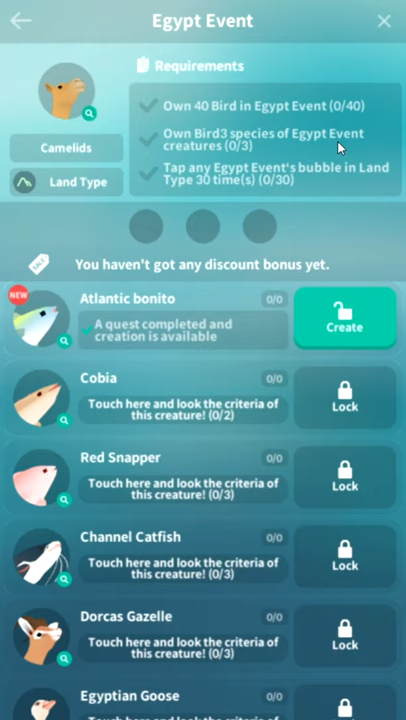 Egypt Event
Requirements
Own 40 Bird in Egypt Event (0/40)
Own Bird3 species of Egypt Event
creatures (0/3)
Tap any Egypt Event's bubble in Land
Type 30 time(s) (0/30)
Camelids
Land Type
SALE
You haven't got any discount bonus yet.
NEW
Atlantic bonito
0/0
A quest completed and
creation is available
Create
Cobia
0/0
Touch here and look the criteria of
this creature! (0/2)
Lock
Red Snapper
0/0
Touch here and look the criteria of
this creature! (0/3)
Lock
Channel Catfish
0/0
Touch here and look the criteria of
this creature! (0/3)
Lock
Dorcas Gazelle
0/0
Touch here and look the criteria of
this creature! (0/3)
Lock
Egyptian Goose
0/0